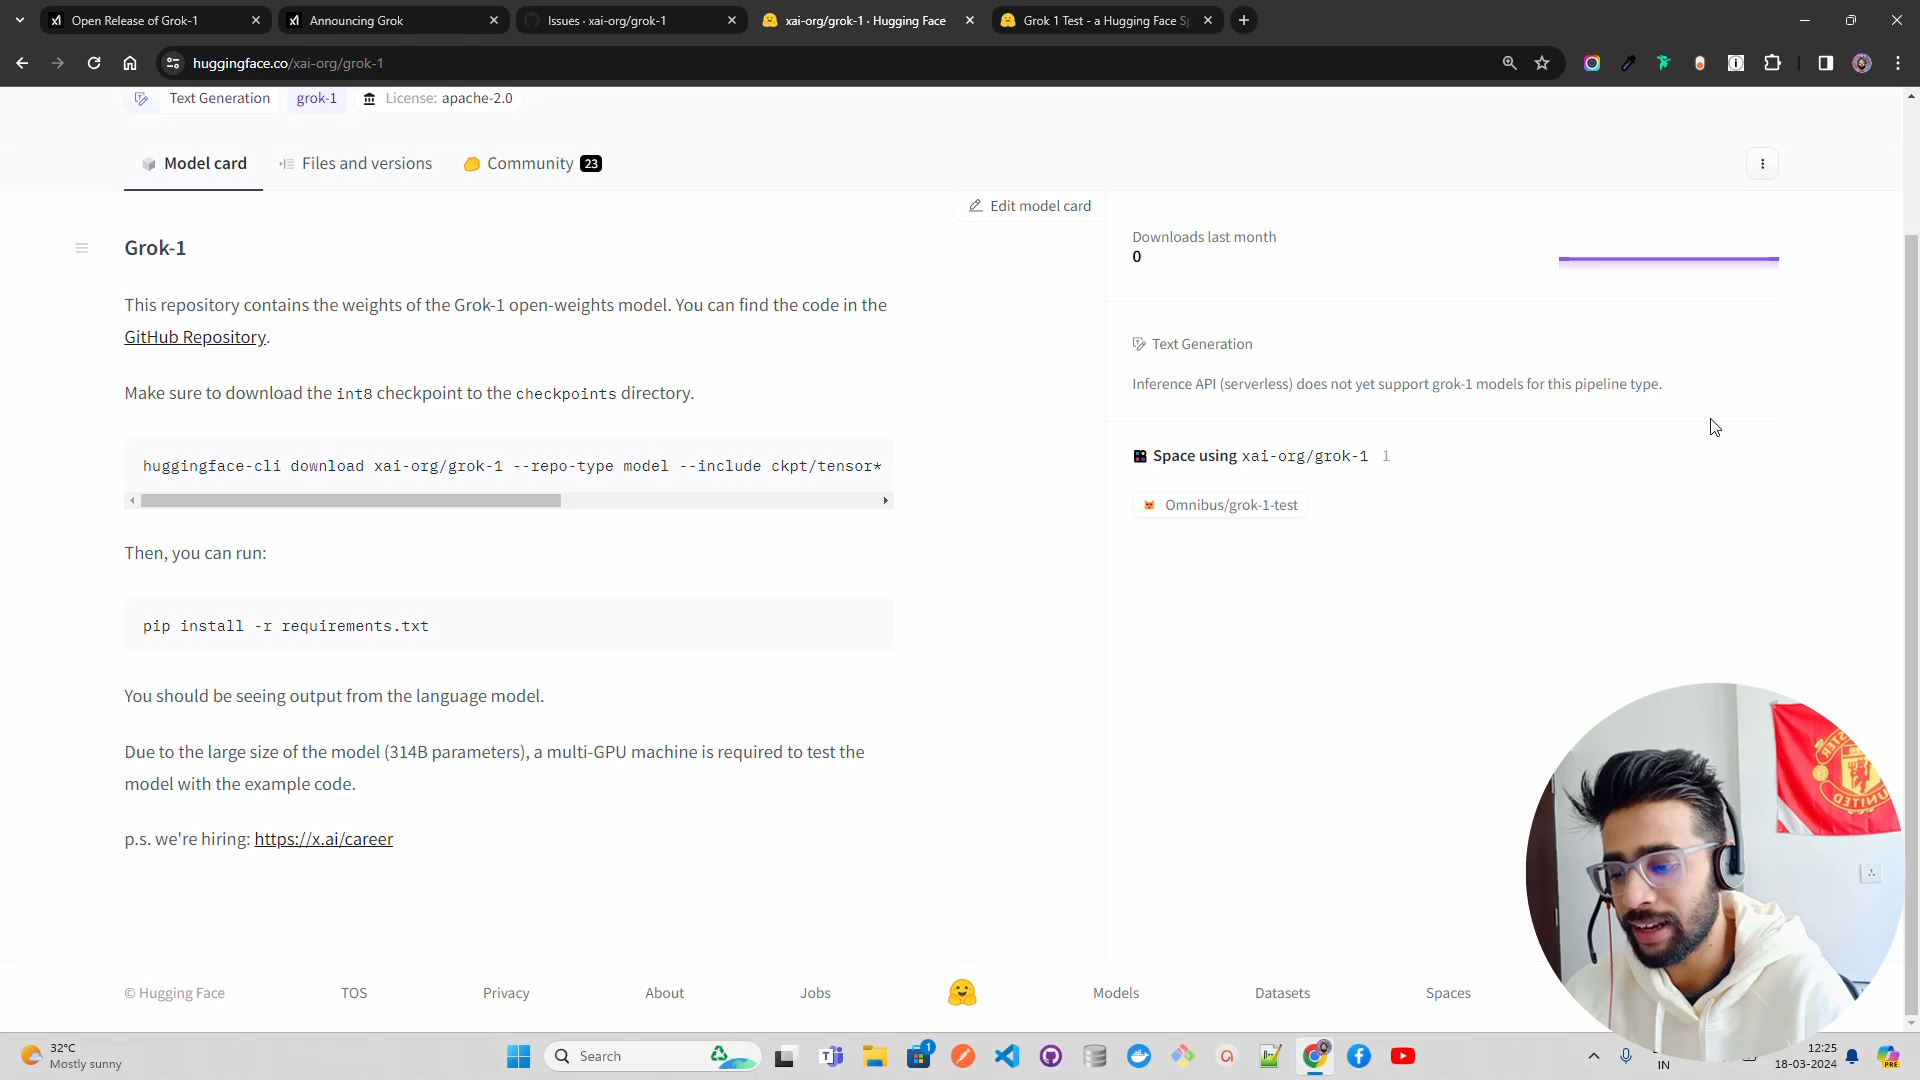 Open Release of Grok-1
Announcing Grok
Issues · xai-org/grok-1
xai-org/grok-1 · Hugging Face
Grok 1 Test - a Hugging Face S
huggingface.co/xai-org/grok-1
Text Generation
grok-1
License: apache-2.0
Model card
Files and versions
Community 23
Edit model card
Grok-1
This repository contains the weights of the Grok-1 open-weights model. You can find the code in the
GitHub Repository.
Make sure to download the int8 checkpoint to the checkpoints directory.
huggingface-cli download xai-org/grok-1 --repo-type model --include ckpt/tensor*
Then, you can run:
pip install -r requirements.txt
You should be seeing output from the language model.
Due to the large size of the model (314B parameters), a multi-GPU machine is required to test the
model with the example code.
p.s. we're hiring: https://x.ai/career
Downloads last month
0
Text Generation
Inference API (serverless) does not yet support grok-1 models for this pipeline type.
Space using xai-org/grok-1 1
Omnibus/grok-1-test
UNITED
© Hugging Face
TOS
Privacy
About
Jobs
Models
Datasets
Spaces
32°C
Mostly sunny
Search
1
IN
12:25
18-03-2024
PRE